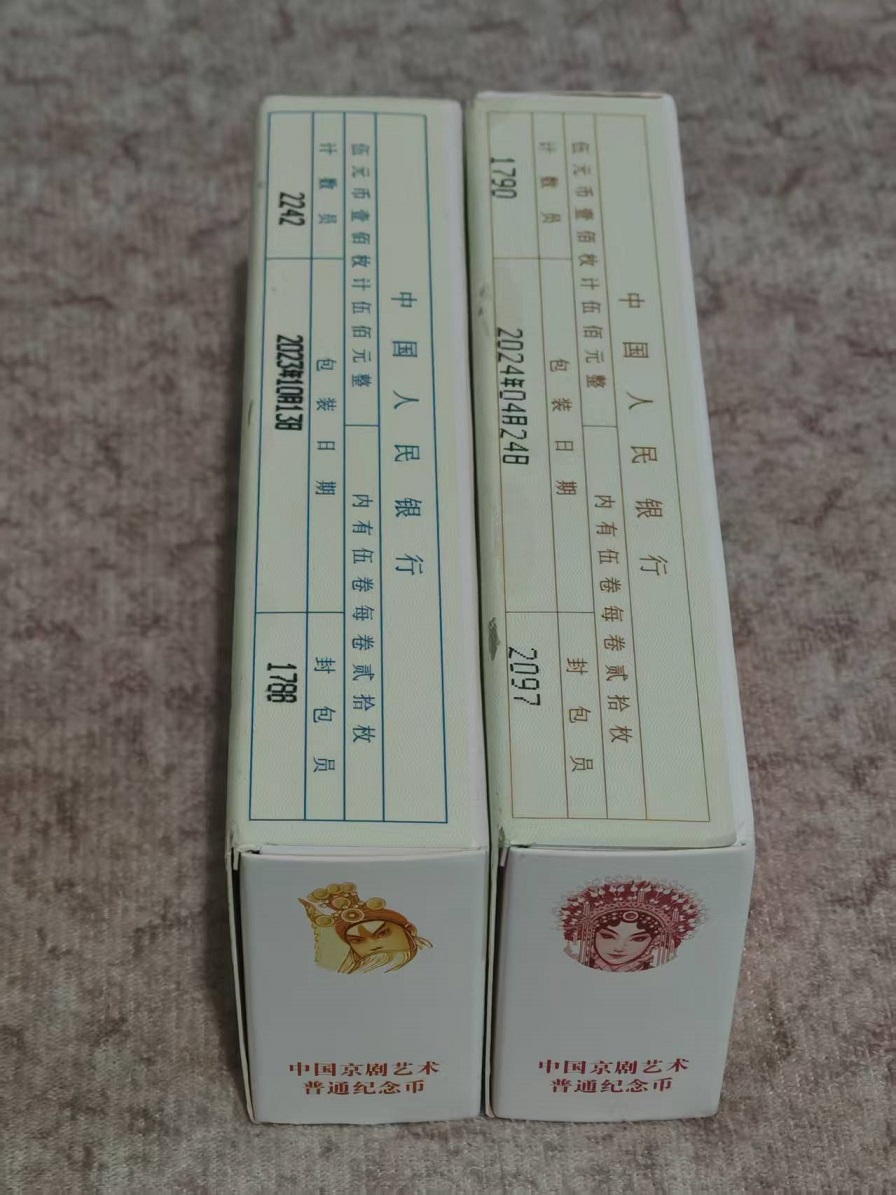 中国人民银行
伍元币壹佰枚计伍佰元整
内有伍卷每卷贰拾枚
计数员
包装日期
封包员
2242
2023年10月13日
1788
中国京剧艺术
普通纪念币
中国人民银行
伍元币壹佰枚计伍佰元整
内有伍卷每卷贰拾枚
计数员
包装日期
封包员
1790
2024年04月24日
2097
中国京剧艺术
普通纪念币